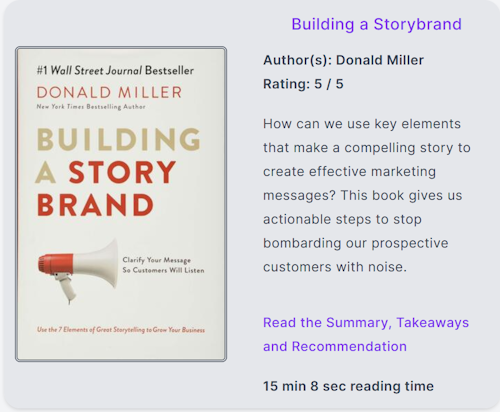 #1 Wall Street Journal Bestseller
DONALD MILLER
New York Times Bestselling Author
BUILDING
A STORY
BRAND
Clarify Your Message
So Customers Will Listen
Use the 7 Elements of Great Storytelling to Grow Your Business
Building a Storybrand
Author(s): Donald Miller
Rating: 5 / 5
How can we use key elements
that make a compelling story to
create effective marketing
messages? This book gives us
actionable steps to stop
bombarding our prospective
customers with noise.
Read the Summary, Takeaways
and Recommendation
15 min 8 sec reading time